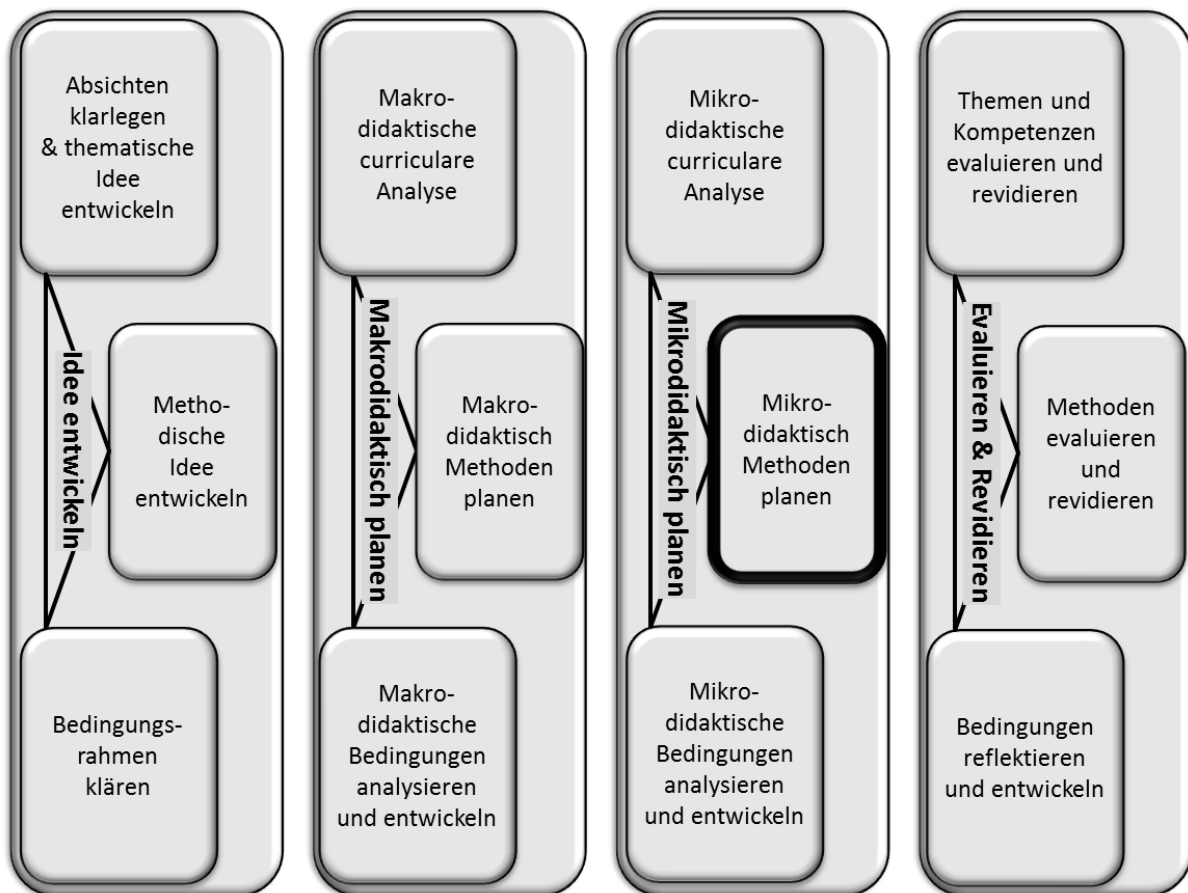 Absichten
klarlegen
& thematische
Idee
entwickeln
Idee entwickeln
Metho-
dische
Idee
entwickeln
Bedingungs-
rahmen
klären
Makro-
didaktische
curriculare
Analyse
Makrodidaktisch planen
Makro-
didaktisch
Methoden
planen
Makro-
didaktische
Bedingungen
analysieren
und entwickeln
Mikro-
didaktische
curriculare
Analyse
Mikrodidaktisch planen
Mikro-
didaktisch
Methoden
planen
Mikro-
didaktische
Bedingungen
analysieren
und entwickeln
Themen und
Kompetenzen
evaluieren und
revidieren
Evaluieren & Revidieren
Methoden
evaluieren
und
revidieren
Bedingungen
reflektieren
und entwickeln